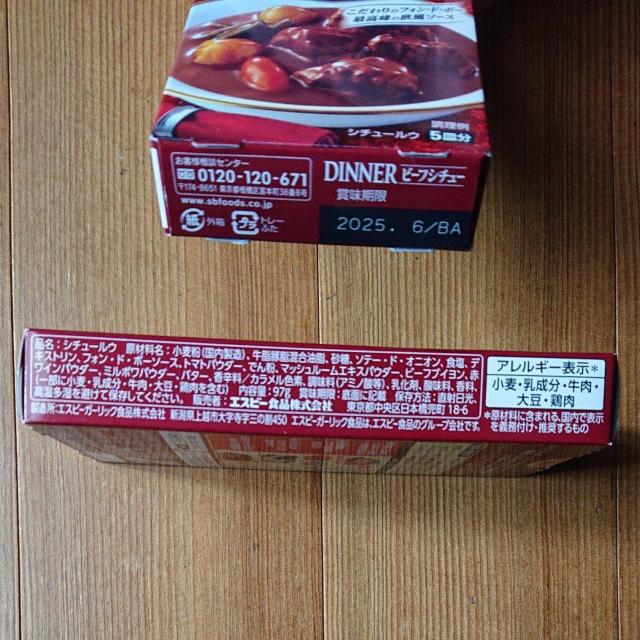 こだわりのフォン・ド・ボー
最高峰の欧風ソース
シチュールウ
調理例
5皿分
お客様相談センター
0120-120-671
〒174-8651 東京都板橋区宮本町38番8号
www.sbfoods.co.jp
紙 外箱
プラ トレー
ふた
DINNER ビーフシチュー
賞味期限
2025. 6/BA
品名:シチュールウ 原材料名:小麦粉(国内製造)、牛脂豚脂混合油脂、砂糖、ソテー・ド・オニオン、食塩、デ
キストリン、フォン・ド・ボーソース、トマトパウダー、でん粉、マッシュルームエキスパウダー、ビーフブイヨン、赤
ワインパウダー、ミルポワパウダー、バター、香辛料/カラメル色素、調味料(アミノ酸等)、乳化剤、酸味料、香料、
(一部に小麦・乳成分・牛肉・大豆・鶏肉を含む) 内容量:97g 賞味期限:底面に記載 保存方法:直射日光、
高温多湿を避けて保存してください。 販売者:エスビー食品株式会社 東京都中央区日本橋兜町18-6
製造所:エスビーガーリック食品株式会社 新潟県上越市大字寺字三の割450 エスビーガーリック食品は、エスビー食品のグループ会社です。
アレルギー表示*
小麦・乳成分・牛肉・
大豆・鶏肉
*原材料に含まれる、国内で表示
を義務付け・推奨するもの